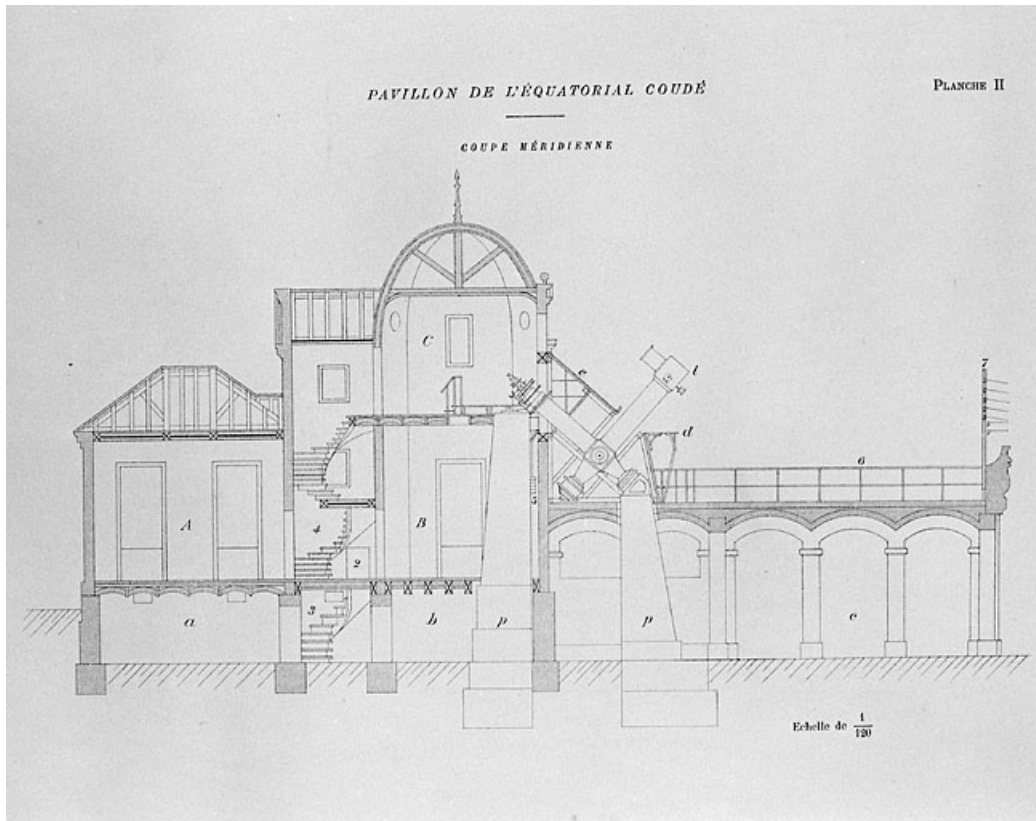 PAVILLON DE L'ÉQUATORIAL COUDÉ
PLANCHE II
COUPE MÉRIDIENNE
C
e
l
7
d
6
A
4
B
5
2
3
a
b
p
p
c
Echelle de 1/120